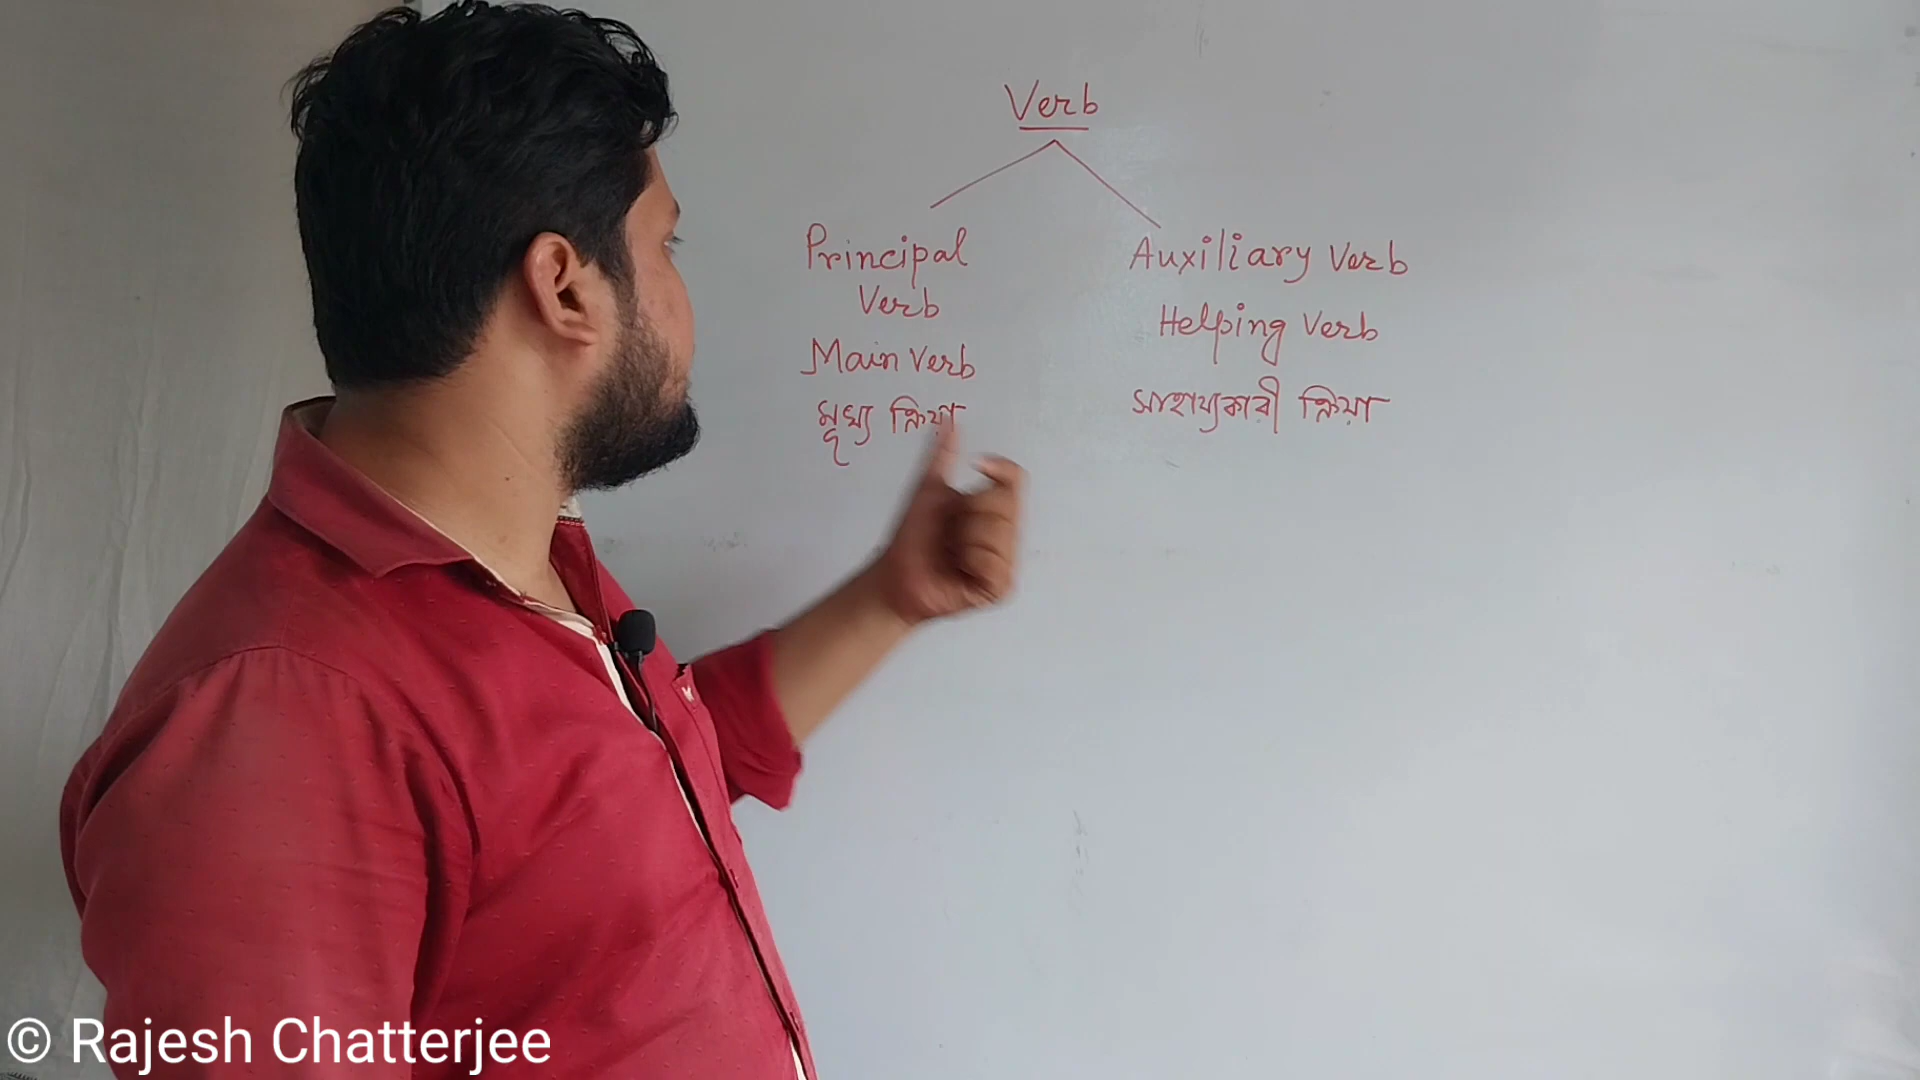 Verb
Principal
Verb
Main Verb
মূখ্য ক্রিয়া
Auxiliary Verb
Helping Verb
সাহায্যকারী ক্রিয়া
© Rajesh Chatterjee